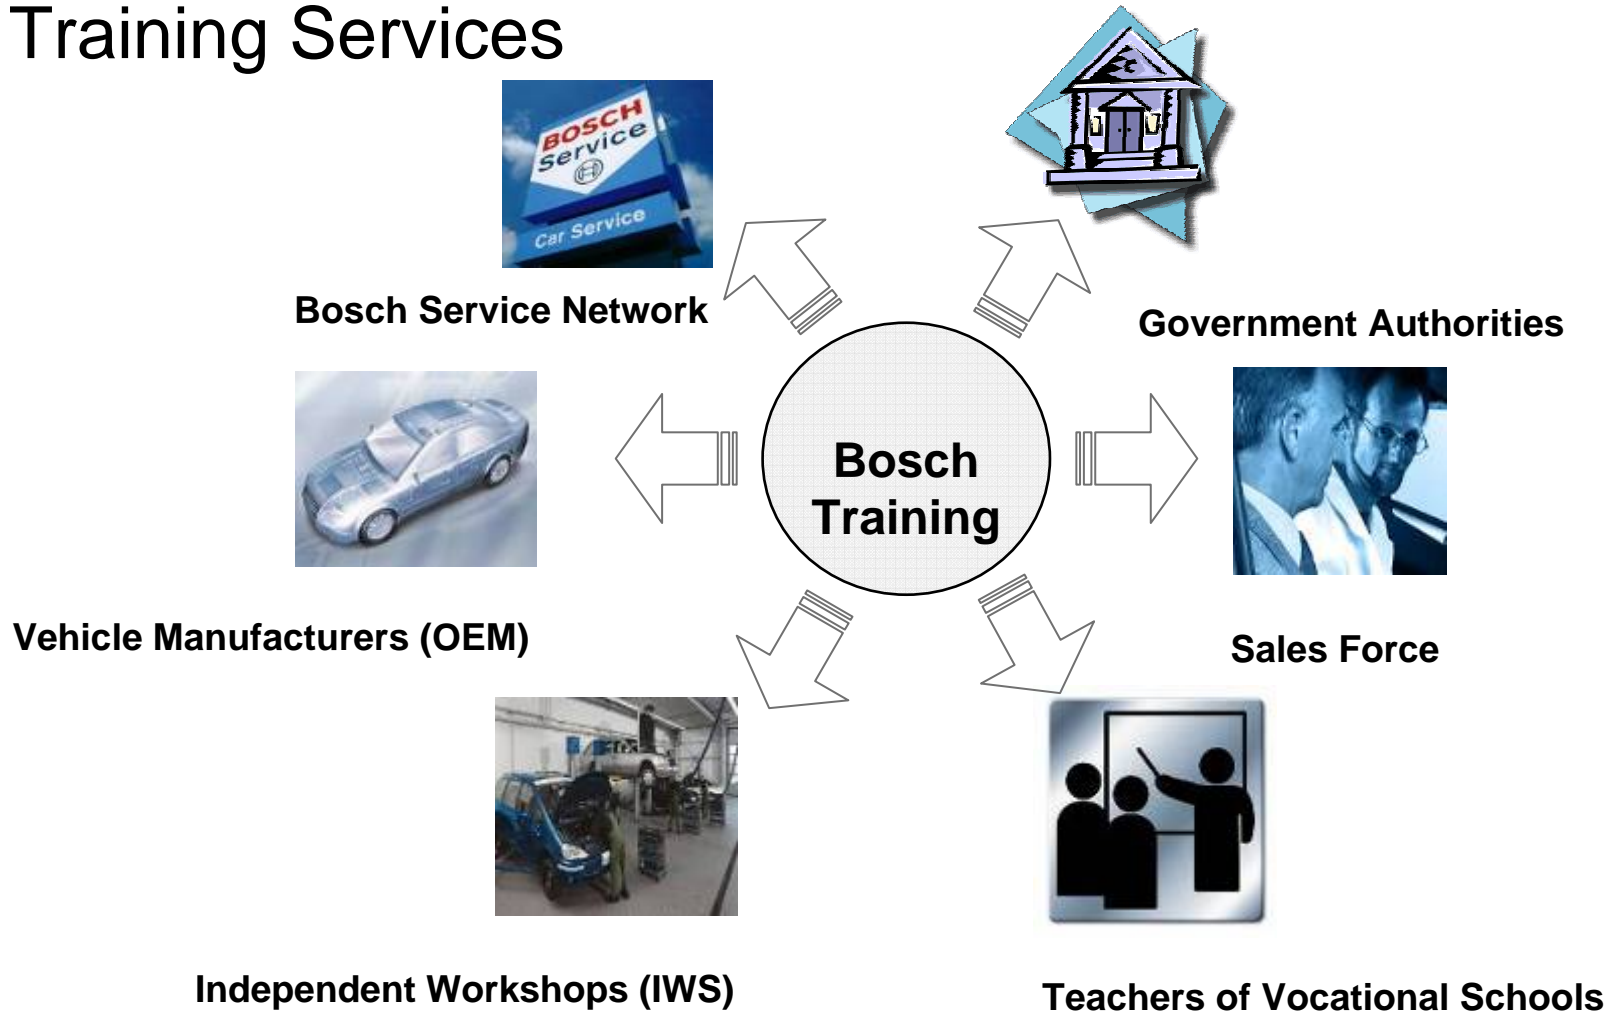 Training Services
BOSCH
Service
Car Service
Bosch Service Network
Government Authorities
Bosch
Training
Vehicle Manufacturers (OEM)
Sales Force
Independent Workshops (IWS)
Teachers of Vocational Schools